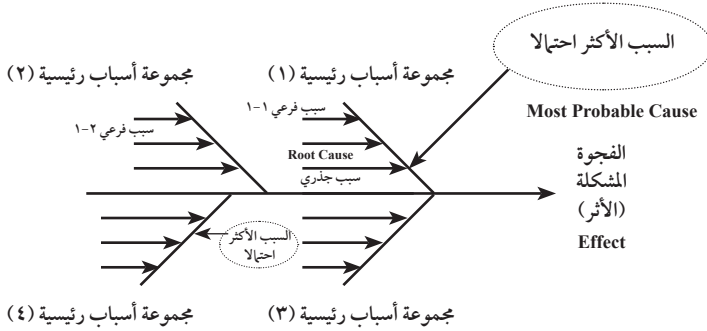 السبب الأكثر احتمالا
مجموعة أسباب رئيسية (١)
مجموعة أسباب رئيسية (٢)
Most Probable Cause
سبب فرعي ١-١
سبب فرعي ٢-١
Root Cause
سبب جذري
الفجوة
المشكلة
(الأثر)
Effect
السبب الأكثر
احتمالا
مجموعة أسباب رئيسية (٣)
مجموعة أسباب رئيسية (٤)